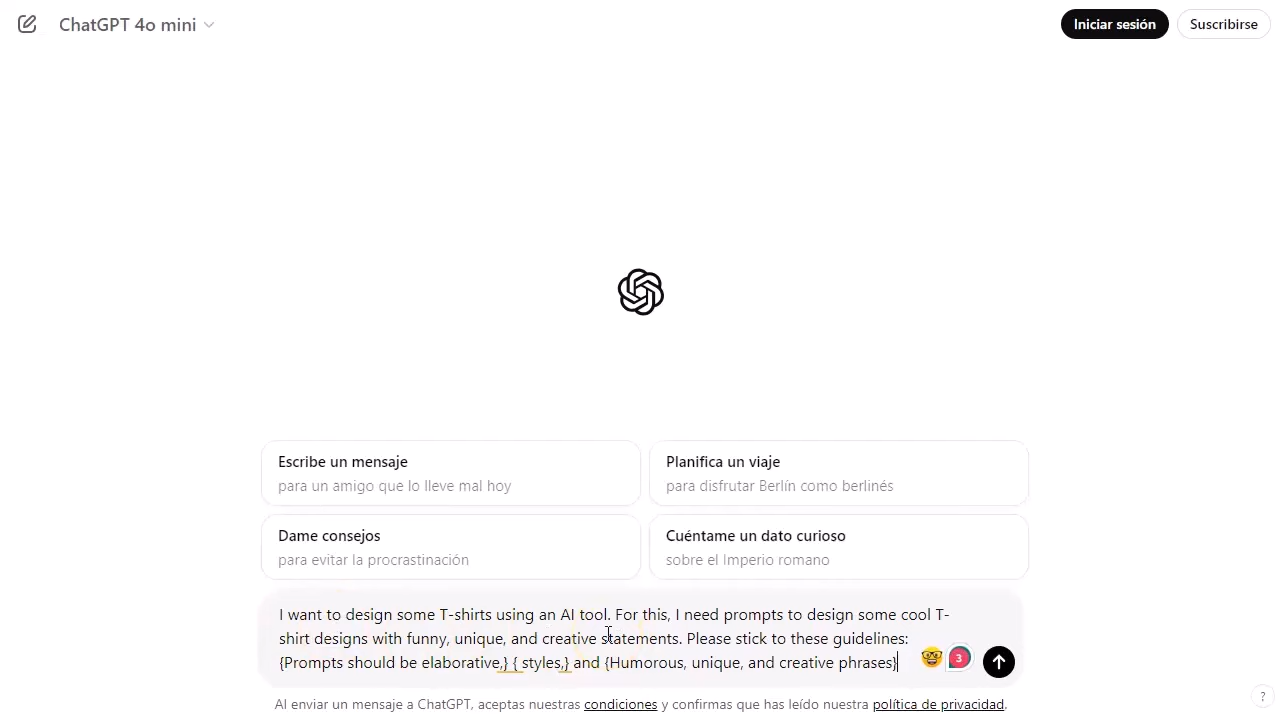 ChatGPT 4o mini
Iniciar sesión
Suscribirse
Escribe un mensaje
para un amigo que lo lleve mal hoy
Planifica un viaje
para disfrutar Berlín como berlinés
Dame consejos
para evitar la procrastinación
Cuéntame un dato curioso
sobre el Imperio romano
I want to design some T-shirts using an AI tool. For this, I need prompts to design some cool T-
shirt designs with funny, unique, and creative statements. Please stick to these guidelines:
{Prompts should be elaborative,} { styles,} and {Humorous, unique, and creative phrases}
3
Al enviar un mensaje a ChatGPT, aceptas nuestras condiciones y confirmas que has leído nuestra política de privacidad.
?